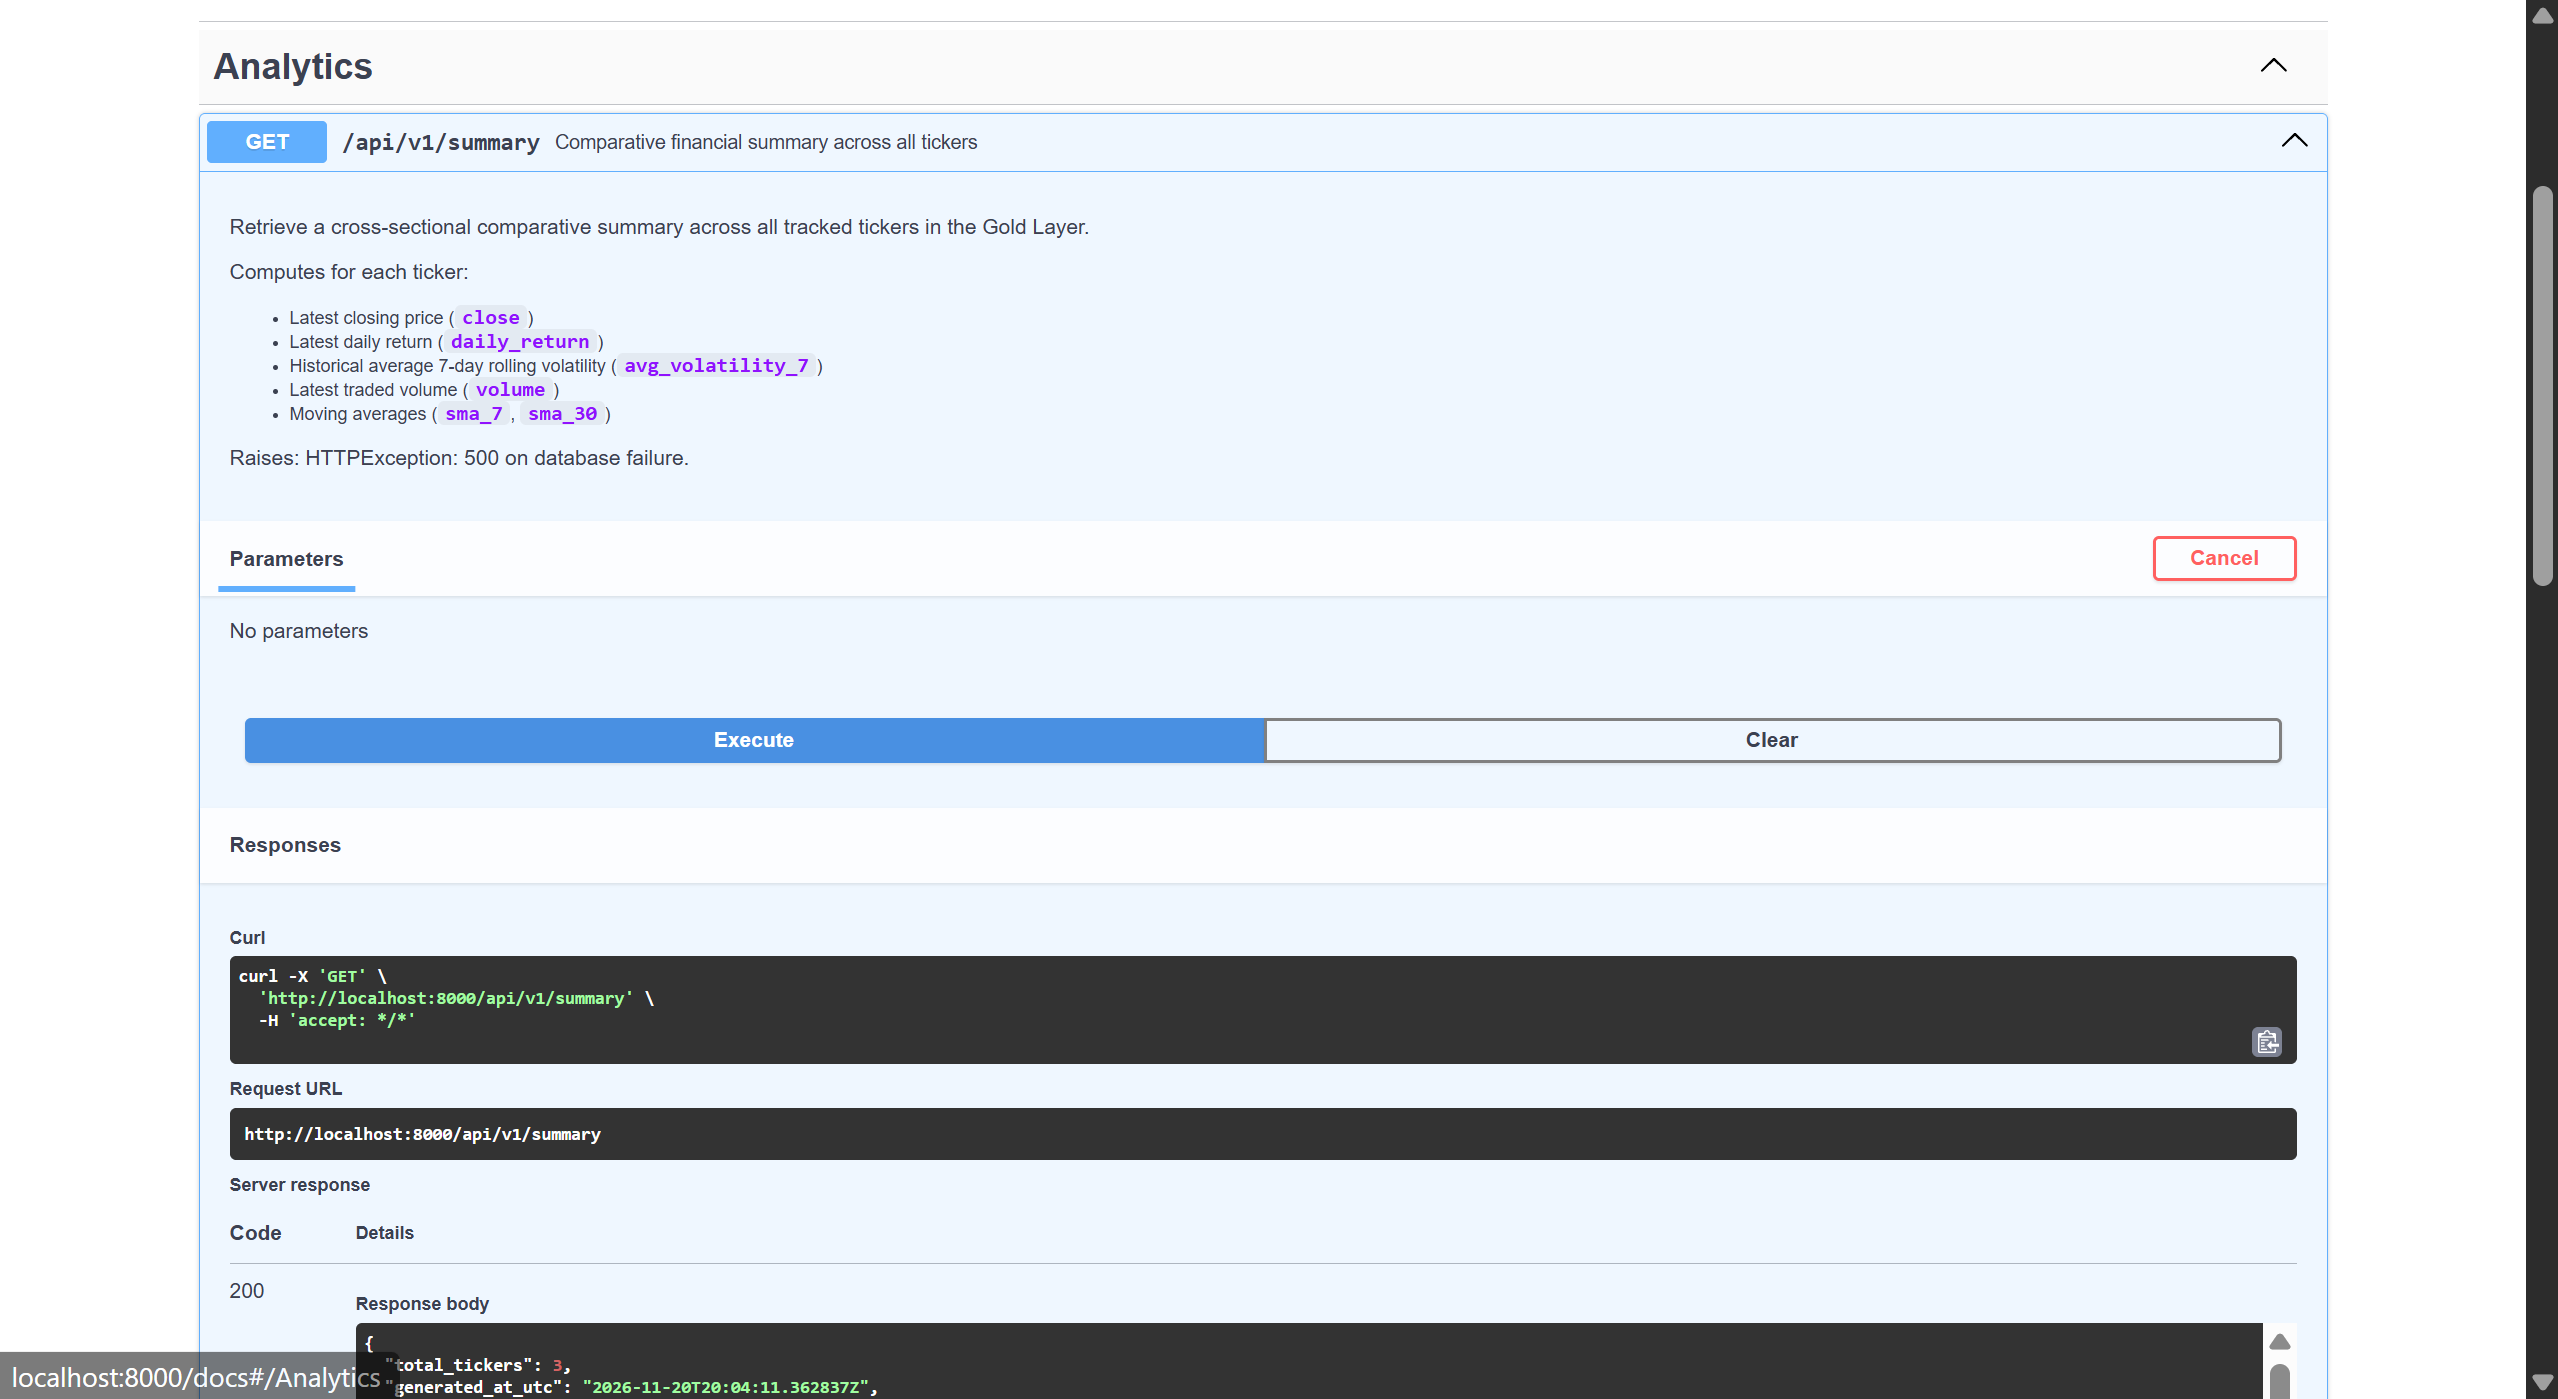 Analytics
GET /api/v1/summary Comparative financial summary across all tickers
Retrieve a cross-sectional comparative summary across all tracked tickers in the Gold Layer.
Computes for each ticker:
• Latest closing price ( close )
• Latest daily return ( daily_return )
• Historical average 7-day rolling volatility ( avg_volatility_7 )
• Latest traded volume ( volume )
• Moving averages ( sma_7 , sma_30 )
Raises: HTTPException: 500 on database failure.
Parameters Cancel
No parameters
Execute Clear
Responses
Curl
curl -X 'GET' \
'http://localhost:8000/api/v1/summary' \
-H 'accept: */*'
Request URL
http://localhost:8000/api/v1/summary
Server response
Code Details
200
Response body
{
"total_tickers": 3,
"generated_at_utc": "2026-11-20T20:04:11.362837Z",
localhost:8000/docs#/Analytics